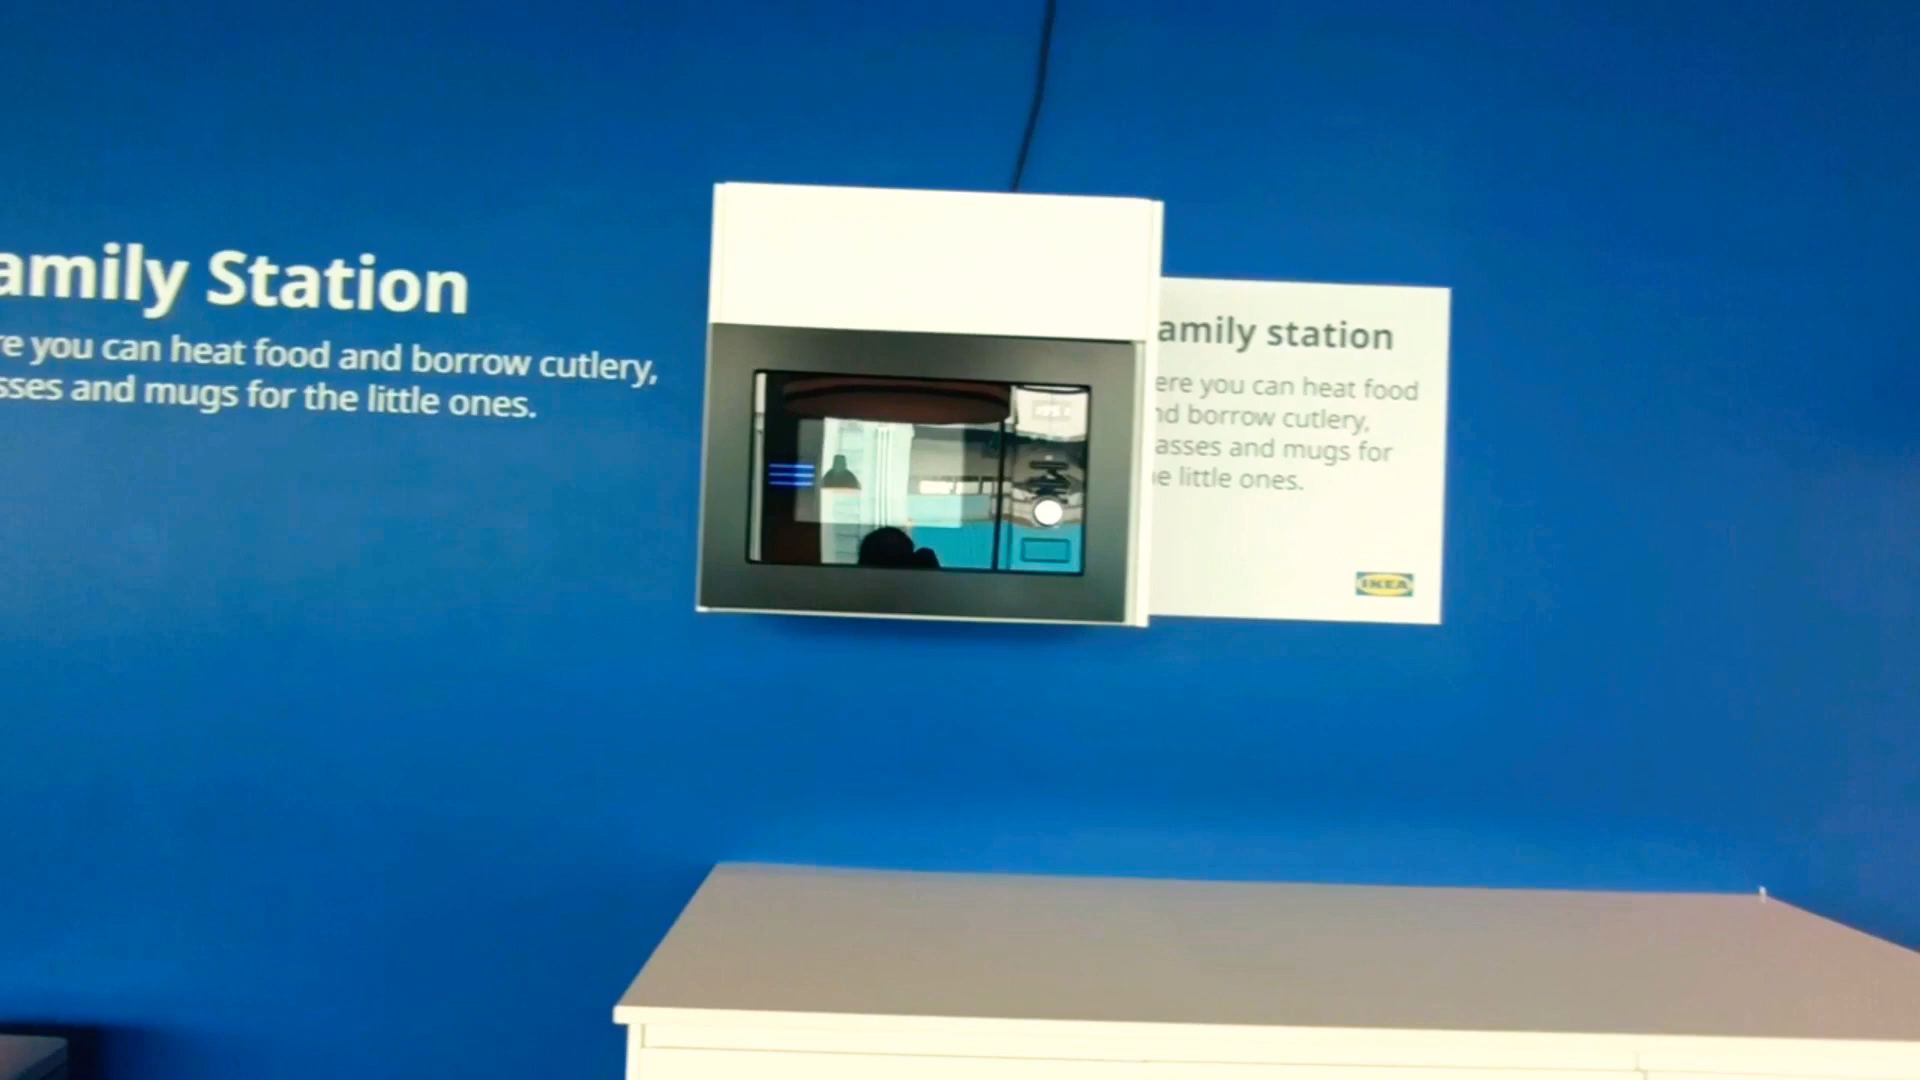 amily Station
re you can heat food and borrow cutlery,
sses and mugs for the little ones.
amily station
ere you can heat food
nd borrow cutlery,
asses and mugs for
e little ones.
IKEA